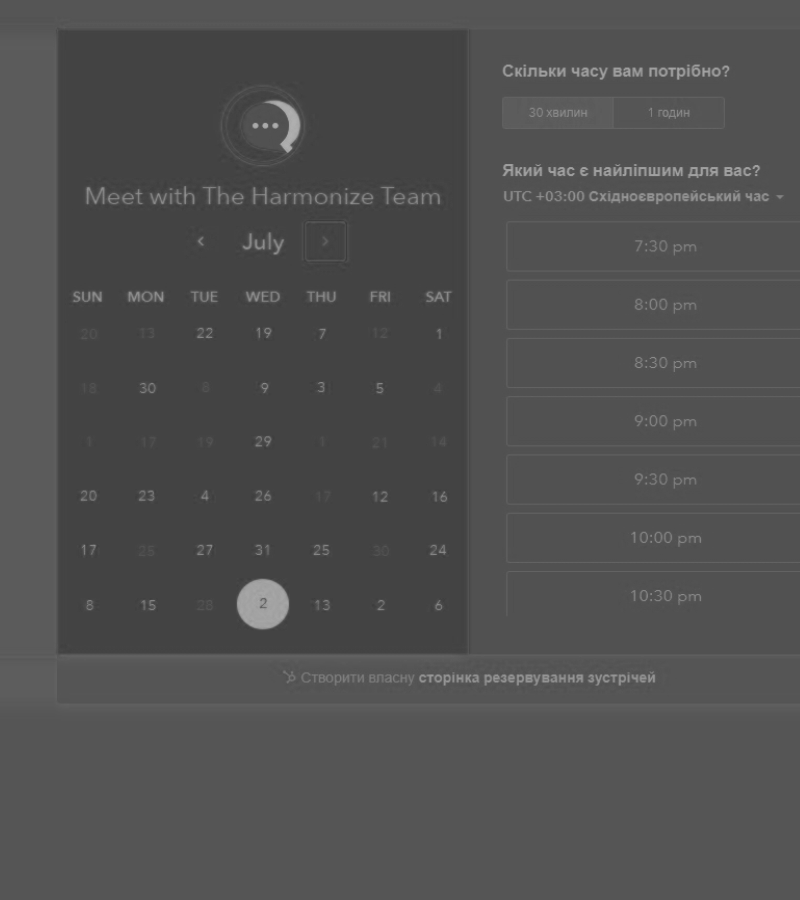 Meet with The Harmonize Team
July
SUN MON TUE WED THU FRI SAT
20 13 22 19 7 12 1
18 30 8 9 3 5 4
1 17 19 29 1 21 14
20 23 4 26 17 12 16
17 27 31 25 30 24
8 15 2 13 2 6
Скільки часу вам потрібно?
30 хвилин 1 годин
Який час є найліпшим для вас?
UTC +03:00 Східноєвропейський час
7:30 pm
8:00 pm
8:30 pm
9:00 pm
9:30 pm
10:00 pm
10:30 pm
Створити власну сторінка резервування зустрічей